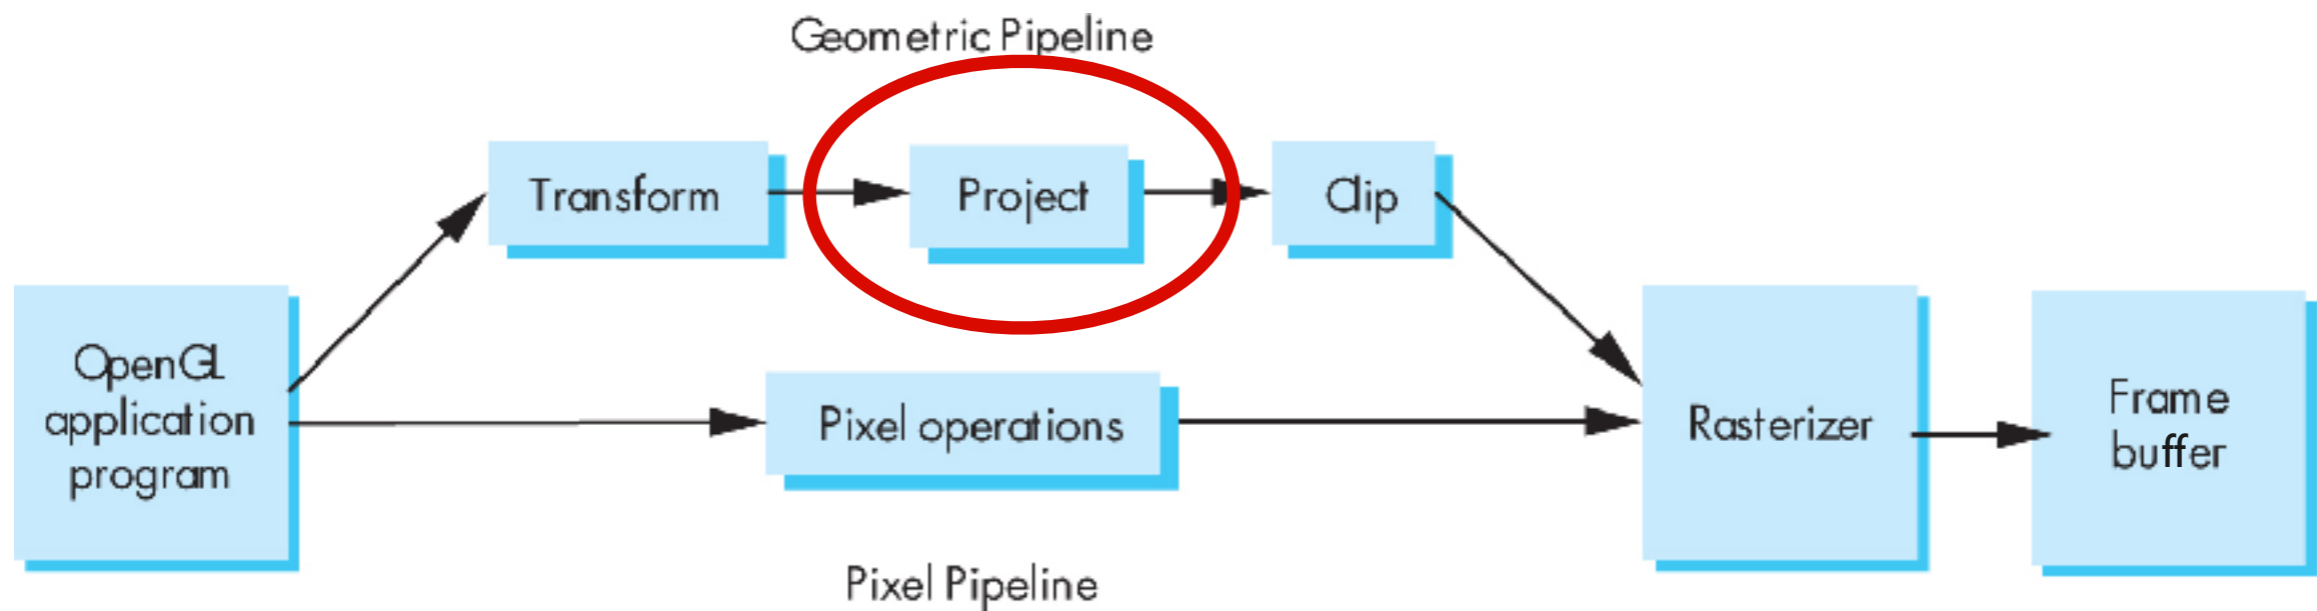 Geometric Pipeline
Transform
Project
Clip
OpenGL
application
program
Pixel operations
Rasterizer
Frame
buffer
Pixel Pipeline